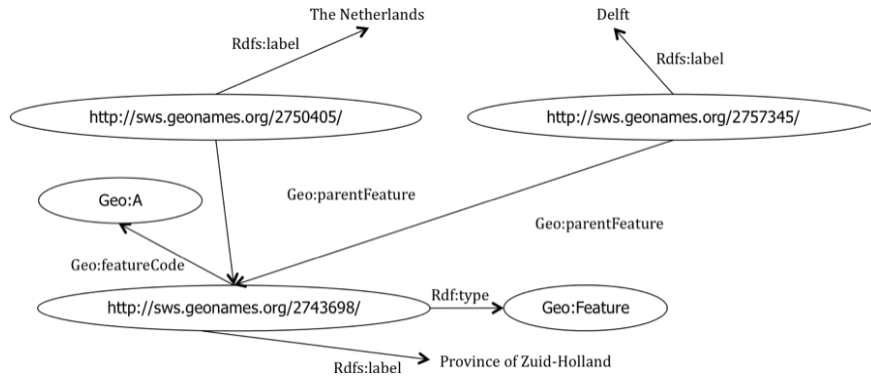 The Netherlands
Delft
Rdfs:label
Rdfs:label
http://sws.geonames.org/2750405/
http://sws.geonames.org/2757345/
Geo:A
Geo:parentFeature
Geo:parentFeature
Geo:featureCode
http://sws.geonames.org/2743698/
Rdf:type
Geo:Feature
Rdfs:label
Province of Zuid-Holland